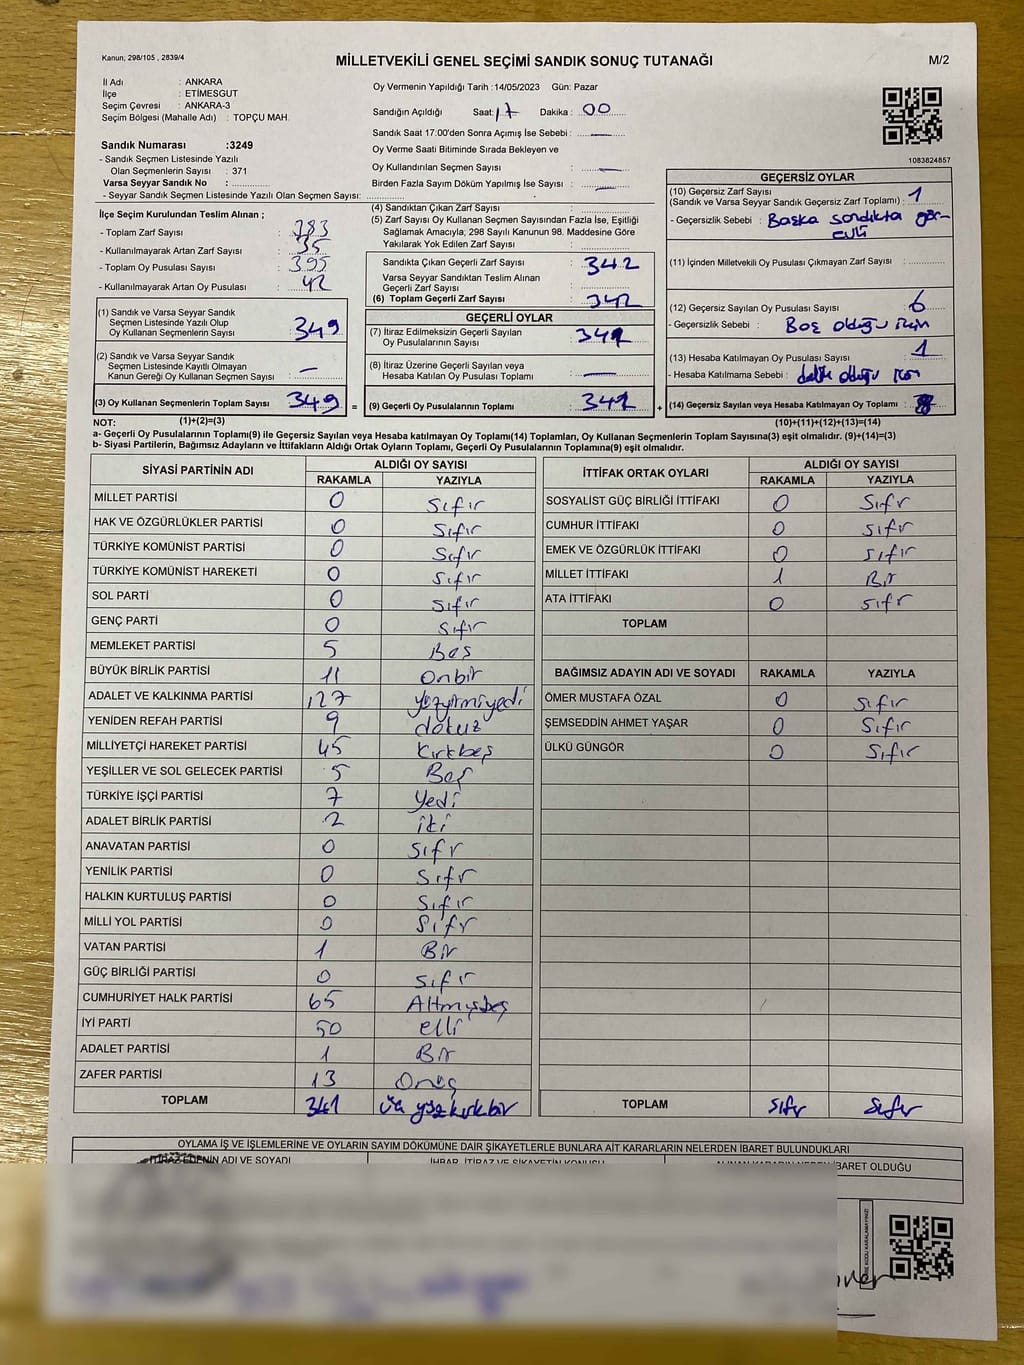 Kanun; 298/105 , 2839/4
MİLLETVEKİLİ GENEL SEÇİMİ SANDIK SONUÇ TUTANAĞI
M/2
İl Adı : ANKARA
İlçe : ETİMESGUT
Seçim Çevresi : ANKARA-3
Seçim Bölgesi (Mahalle Adı) : TOPÇU MAH.
Sandık Numarası :3249
- Sandık Seçmen Listesinde Yazılı
Olan Seçmenlerin Sayısı : 371
Varsa Seyyar Sandık No : ..............
- Seyyar Sandık Seçmen Listesinde Yazılı Olan Seçmen Sayısı:
Oy Vermenin Yapıldığı Tarih :14/05/2023 Gün: Pazar
Sandığın Açıldığı Saat: 17 Dakika : 00
Sandık Saat 17:00'den Sonra Açımış İse Sebebi : —
Oy Verme Saati Bitiminde Sırada Bekleyen ve
Oy Kullandırılan Seçmen Sayısı : —
Birden Fazla Sayım Döküm Yapılmış İse Sayısı : —
1083824857
İlçe Seçim Kurulundan Teslim Alınan ;
- Toplam Zarf Sayısı : 383
- Kullanılmayarak Artan Zarf Sayısı : 35
- Toplam Oy Pusulası Sayısı : 395
- Kullanılmayarak Artan Oy Pusulası : 42
(1) Sandık ve Varsa Seyyar Sandık
Seçmen Listesinde Yazılı Olup
Oy Kullanan Seçmenlerin Sayısı : 349
(2) Sandık ve Varsa Seyyar Sandık
Seçmen Listesinde Kayıtlı Olmayan
Kanun Gereği Oy Kullanan Seçmen Sayısı : —
(3) Oy Kullanan Seçmenlerin Toplam Sayısı : 349
(4) Sandıktan Çıkan Zarf Sayısı
(5) Zarf Sayısı Oy Kullanan Seçmen Sayısından Fazla İse, Eşitliği
Sağlamak Amacıyla; 298 Sayılı Kanunun 98. Maddesine Göre
Yakılarak Yok Edilen Zarf Sayısı :
Sandıkta Çıkan Geçerli Zarf Sayısı : 342
Varsa Seyyar Sandıktan Teslim Alınan
Geçerli Zarf Sayısı :
(6) Toplam Geçerli Zarf Sayısı : 342
GEÇERLİ OYLAR
(7) İtiraz Edilmeksizin Geçerli Sayılan
Oy Pusulalarının Sayısı : 341
(8) İtiraz Üzerine Geçerli Sayılan veya
Hesaba Katılan Oy Pusulası Toplamı : —
= (9) Geçerli Oy Pusulalarının Toplamı : 341
GEÇERSİZ OYLAR
(10) Geçersiz Zarf Sayısı
(Sandık ve Varsa Seyyar Sandık Geçersiz Zarf Toplamı) : 1
- Geçersizlik Sebebi : Başka sandıkta gör-
evli
(11) İçinden Milletvekili Oy Pusulası Çıkmayan Zarf Sayısı :
(12) Geçersiz Sayılan Oy Pusulası Sayısı : 6
- Geçersizlik Sebebi : Boş olduğu için
(13) Hesaba Katılmayan Oy Pusulası Sayısı : 1
- Hesaba Katılmama Sebebi : delik olduğu için
+ (14) Geçersiz Sayılan veya Hesaba Katılmayan Oy Toplamı : 8
NOT: (1)+(2)=(3)
(10)+(11)+(12)+(13)=(14)
a- Geçerli Oy Pusulalarının Toplamı(9) ile Geçersiz Sayılan veya Hesaba katılmayan Oy Toplamı(14) Toplamları, Oy Kullanan Seçmenlerin Toplam Sayısına(3) eşit olmalıdır. (9)+(14)=(3)
b- Siyasi Partilerin, Bağımsız Adayların ve İttifakların Aldığı Ortak Oyların Toplamı, Geçerli Oy Pusulalarının Toplamına(9) eşit olmalıdır.
SİYASİ PARTİNİN ADI ALDIĞI OY SAYISI
RAKAMLA YAZIYLA
MİLLET PARTİSİ 0 Sıfır
HAK VE ÖZGÜRLÜKLER PARTİSİ 0 Sıfır
TÜRKİYE KOMÜNİST PARTİSİ 0 Sıfır
TÜRKİYE KOMÜNİST HAREKETİ 0 Sıfır
SOL PARTİ 0 Sıfır
GENÇ PARTİ 0 Sıfır
MEMLEKET PARTİSİ 5 Beş
BÜYÜK BİRLİK PARTİSİ 11 Onbir
ADALET VE KALKINMA PARTİSİ 127 yüzyirmiyedi
YENİDEN REFAH PARTİSİ 9 dokuz
MİLLİYETÇİ HAREKET PARTİSİ 45 Kırkbeş
YEŞİLLER VE SOL GELECEK PARTİSİ 5 Beş
TÜRKİYE İŞÇİ PARTİSİ 7 Yedi
ADALET BİRLİK PARTİSİ 2 iki
ANAVATAN PARTİSİ 0 Sıfır
YENİLİK PARTİSİ 0 Sıfır
HALKIN KURTULUŞ PARTİSİ 0 Sıfır
MİLLİ YOL PARTİSİ 0 Sıfır
VATAN PARTİSİ 1 Bir
GÜÇ BİRLİĞİ PARTİSİ 0 sıfır
CUMHURİYET HALK PARTİSİ 65 Altmışbeş
İYİ PARTİ 50 elli
ADALET PARTİSİ 1 Bir
ZAFER PARTİSİ 13 Onüç
TOPLAM 341 üç yüz kırk bir
İTTİFAK ORTAK OYLARI ALDIĞI OY SAYISI
RAKAMLA YAZIYLA
SOSYALİST GÜÇ BİRLİĞİ İTTİFAKI 0 Sıfır
CUMHUR İTTİFAKI 0 sıfır
EMEK VE ÖZGÜRLÜK İTTİFAKI 0 sıfır
MİLLET İTTİFAKI 1 Bir
ATA İTTİFAKI 0 sıfır
TOPLAM
BAĞIMSIZ ADAYIN ADI VE SOYADI RAKAMLA YAZIYLA
ÖMER MUSTAFA ÖZAL 0 Sıfır
ŞEMSEDDİN AHMET YAŞAR 0 Sıfır
ÜLKÜ GÜNGÖR 0 Sıfır
TOPLAM sıfır sıfır
OYLAMA İŞ VE İŞLEMLERİNE VE OYLARIN SAYIM DÖKÜMÜNE DAİR ŞİKAYETLERLE BUNLARA AİT KARARLARIN NELERDEN İBARET BULUNDUKLARI
İTİRAZ EDENİN ADI VE SOYADI İHBAR, İTİRAZ VE ŞİKAYETİN KONUSU ALINAN KARARIN NEDEN İBARET OLDUĞU